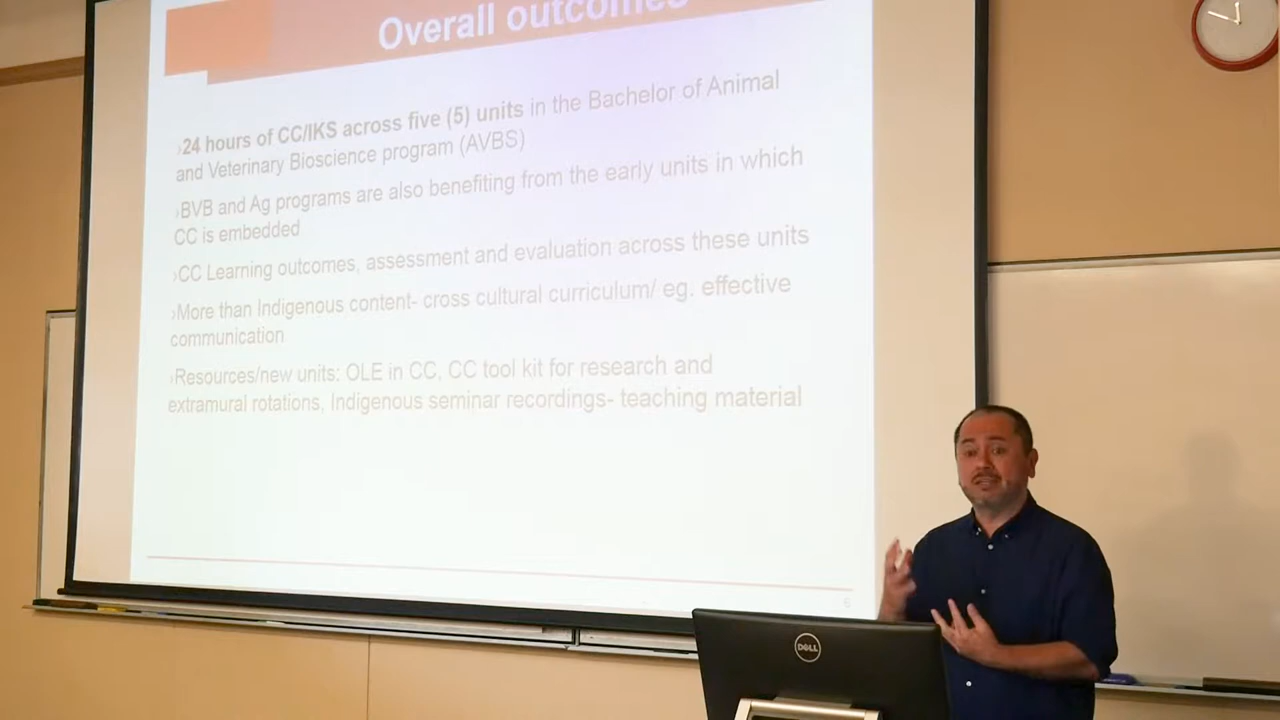 Overall outcomes
›24 hours of CC/IKS across five (5) units in the Bachelor of Animal
and Veterinary Bioscience program (AVBS)
›BVB and Ag programs are also benefiting from the early units in which
CC is embedded
›CC Learning outcomes, assessment and evaluation across these units
›More than Indigenous content- cross cultural curriculum/ eg. effective
communication
›Resources/new units: OLE in CC, CC tool kit for research and
extramural rotations, Indigenous seminar recordings- teaching material
6
DELL